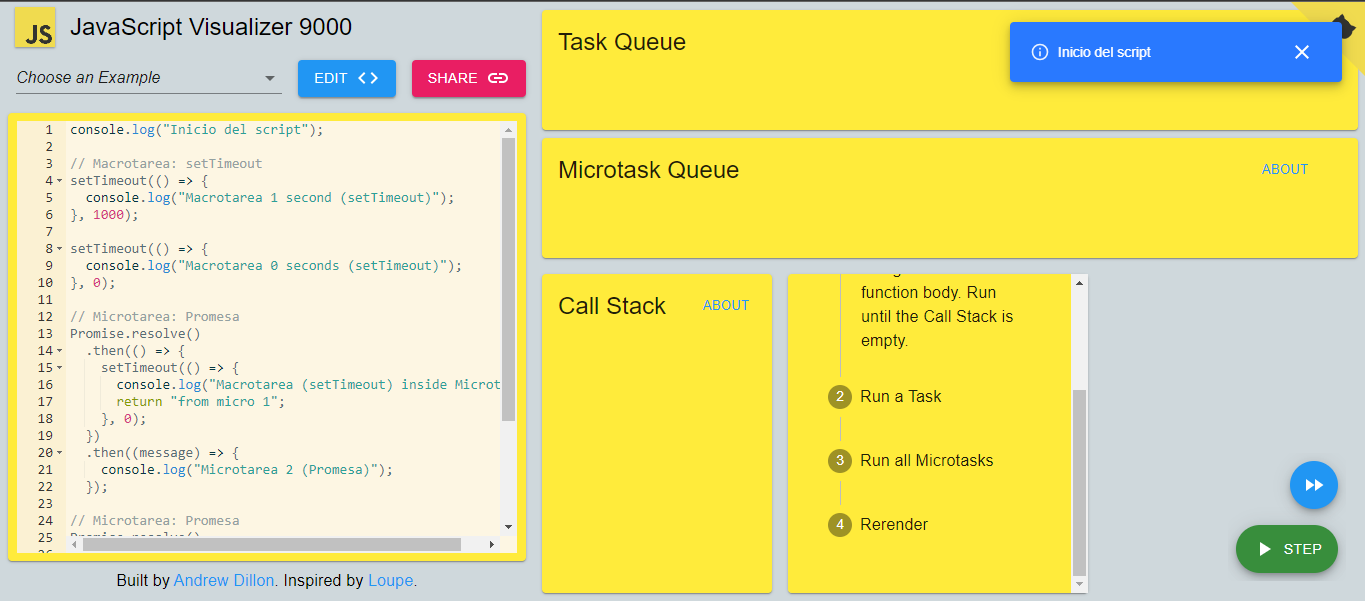 JS JavaScript Visualizer 9000
Choose an Example
EDIT
SHARE
1 console.log("Inicio del script");
2
3 // Macrotarea: setTimeout
4 setTimeout(() => {
5 console.log("Macrotarea 1 second (setTimeout)");
6 }, 1000);
7
8 setTimeout(() => {
9 console.log("Macrotarea 0 seconds (setTimeout)");
10 }, 0);
11
12 // Microtarea: Promesa
13 Promise.resolve()
14 .then(() => {
15 setTimeout(() => {
16 console.log("Macrotarea (setTimeout) inside Microt
17 return "from micro 1";
18 }, 0);
19 })
20 .then((message) => {
21 console.log("Microtarea 2 (Promesa)");
22 });
23
24 // Microtarea: Promesa
25
Built by Andrew Dillon. Inspired by Loupe.
Task Queue
Inicio del script
Microtask Queue
ABOUT
Call Stack
ABOUT
function body. Run
until the Call Stack is
empty.
2 Run a Task
3 Run all Microtasks
4 Rerender
STEP